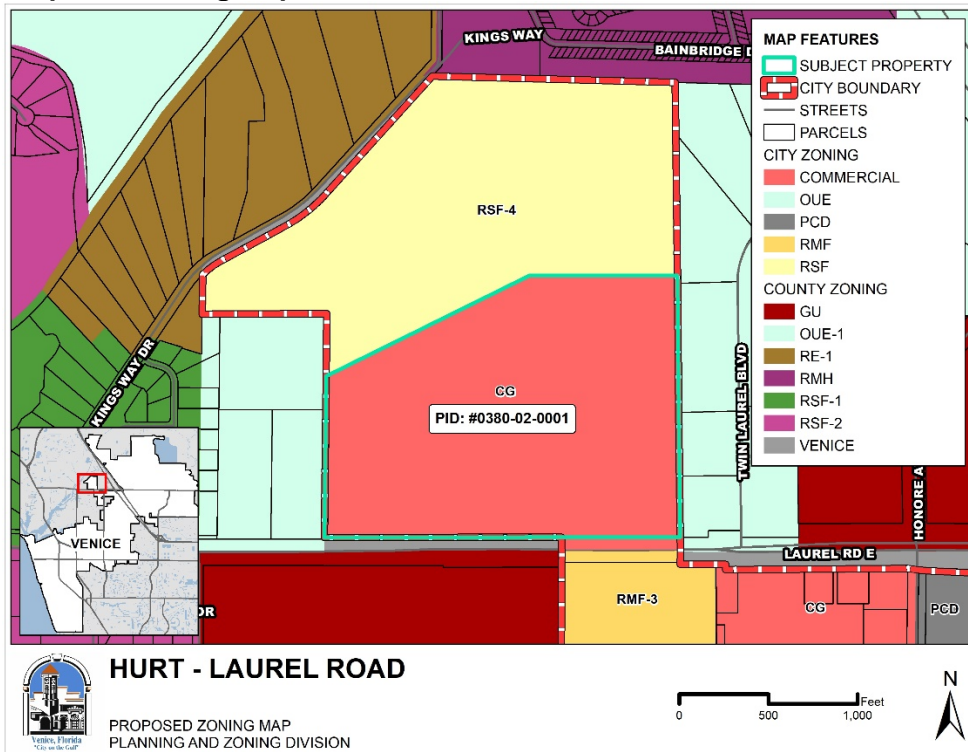 KINGS WAY
BAINBRIDGE D
MAP FEATURES
SUBJECT PROPERTY
CITY BOUNDARY
STREETS
PARCELS
CITY ZONING
COMMERCIAL
OUE
PCD
RMF
RSF
COUNTY ZONING
GU
OUE-1
RE-1
RMH
RSF-1
RSF-2
VENICE
RSF-4
KINGS WAY DR
CG
PID: #0380-02-0001
TWIN LAUREL BLVD
HONORE A
VENICE
LAUREL RD E
DR
RMF-3
CG
PCD
HURT - LAUREL ROAD
PROPOSED ZONING MAP
PLANNING AND ZONING DIVISION
Venice, Florida
"City on the Gulf"
Feet
0 500 1,000
N